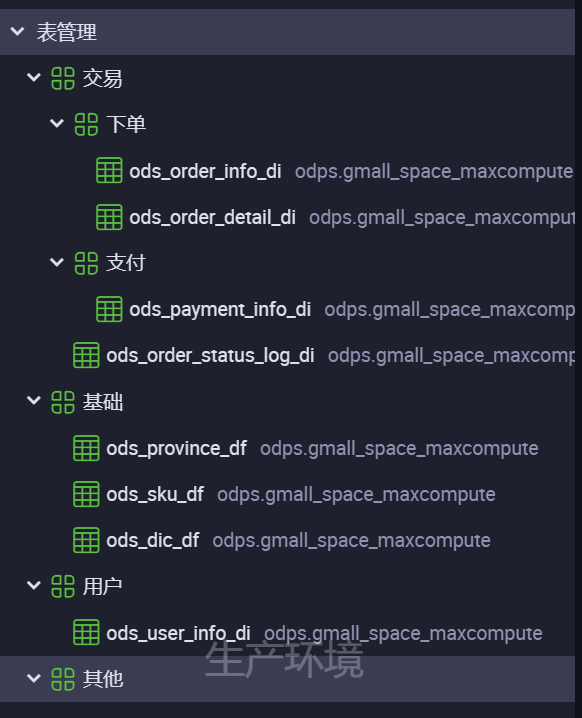 表管理
交易
下单
ods_order_info_di odps.gmall_space_maxcompute
ods_order_detail_di odps.gmall_space_maxcomput
支付
ods_payment_info_di odps.gmall_space_maxcomp
ods_order_status_log_di odps.gmall_space_maxcomp
基础
ods_province_df odps.gmall_space_maxcompute
ods_sku_df odps.gmall_space_maxcompute
ods_dic_df odps.gmall_space_maxcompute
用户
ods_user_info_di odps.gmall_space_maxcompute
生产环境
其他